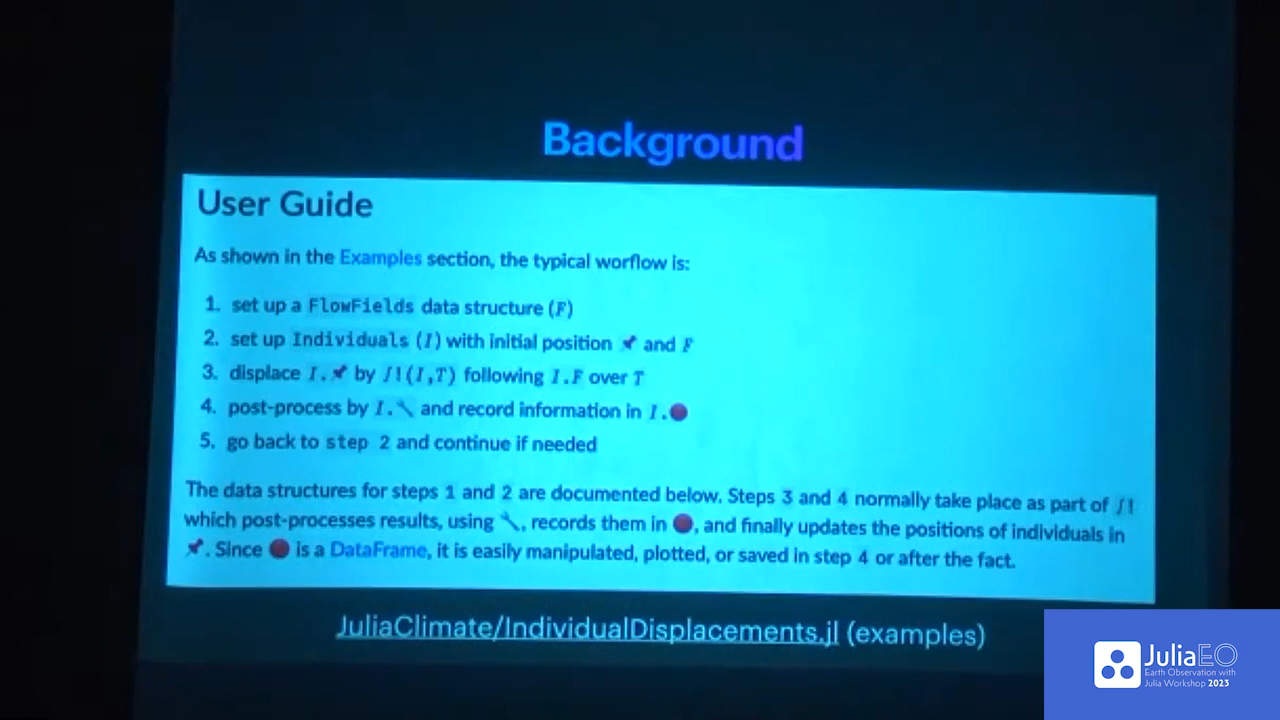 Background
User Guide
As shown in the Examples section, the typical worflow is:
1. set up a FlowFields data structure (F)
2. set up Individuals (I) with initial position 📌 and F
3. displace I.📌 by ∫!(I,T) following I.F over T
4. post-process by I.🔧 and record information in I.🔴
5. go back to step 2 and continue if needed
The data structures for steps 1 and 2 are documented below. Steps 3 and 4 normally take place as part of ∫!
which post-processes results, using 🔧, records them in 🔴, and finally updates the positions of individuals in
📌. Since 🔴 is a DataFrame, it is easily manipulated, plotted, or saved in step 4 or after the fact.
JuliaClimate/IndividualDisplacements.jl (examples)
JuliaEO
Earth Observation with
Julia Workshop 2023